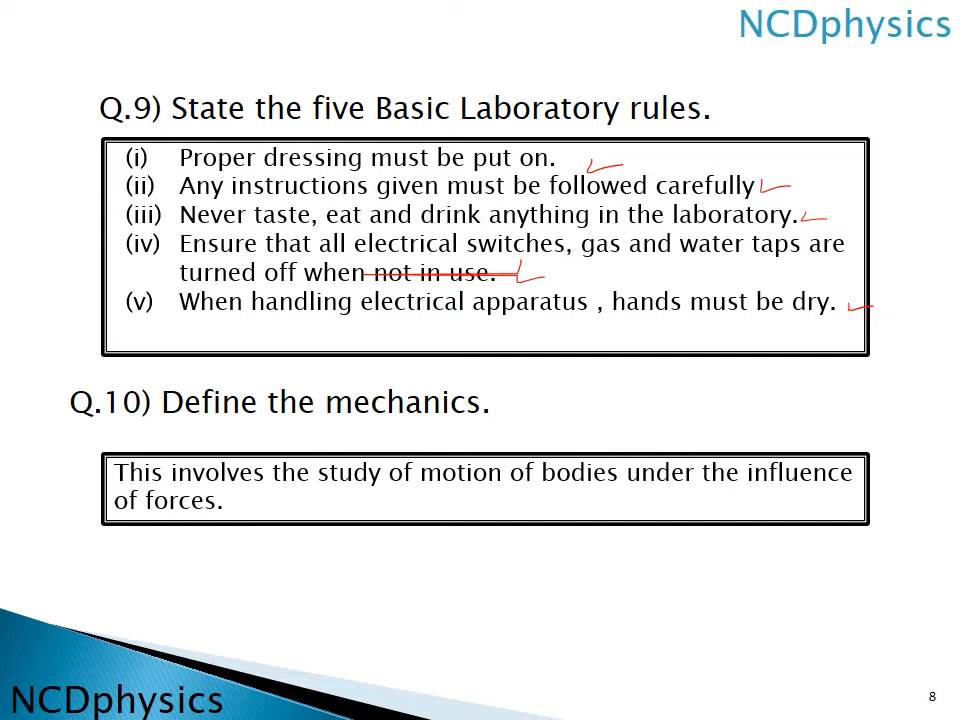 NCDphysics
Q.9) State the five Basic Laboratory rules.
(i) Proper dressing must be put on.
(ii) Any instructions given must be followed carefully
(iii) Never taste, eat and drink anything in the laboratory.
(iv) Ensure that all electrical switches, gas and water taps are
turned off when not in use.
(v) When handling electrical apparatus , hands must be dry.
Q.10) Define the mechanics.
This involves the study of motion of bodies under the influence
of forces.
NCDphysics
8